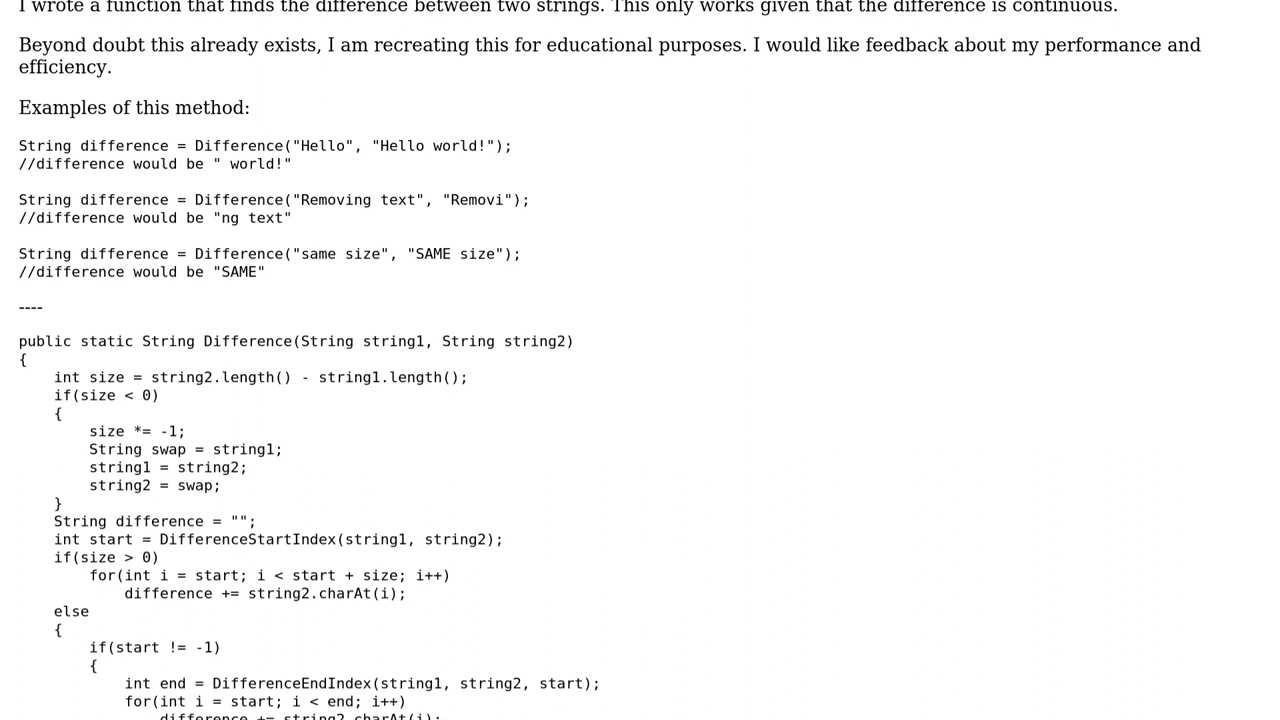 I wrote a function that finds the difference between two strings. This only works given that the difference is continuous.
Beyond doubt this already exists, I am recreating this for educational purposes. I would like feedback about my performance and
efficiency.
Examples of this method:
String difference = Difference("Hello", "Hello world!");
//difference would be " world!"
String difference = Difference("Removing text", "Removi");
//difference would be "ng text"
String difference = Difference("same size", "SAME size");
//difference would be "SAME"
----
public static String Difference(String string1, String string2)
{
    int size = string2.length() - string1.length();
    if(size < 0)
    {
        size *= -1;
        String swap = string1;
        string1 = string2;
        string2 = swap;
    }
    String difference = "";
    int start = DifferenceStartIndex(string1, string2);
    if(size > 0)
        for(int i = start; i < start + size; i++)
            difference += string2.charAt(i);
    else
    {
        if(start != -1)
        {
            int end = DifferenceEndIndex(string1, string2, start);
            for(int i = start; i < end; i++)
                difference += string2.charAt(i);